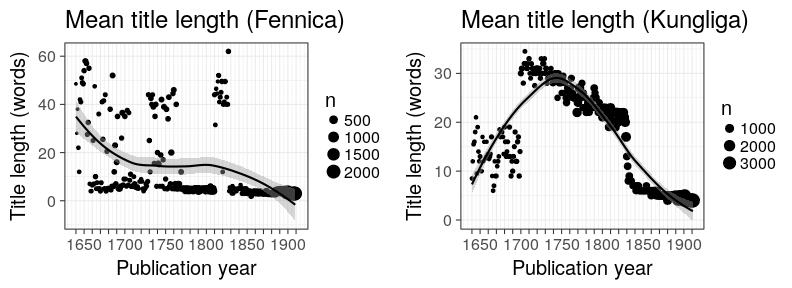 Mean title length (Fennica)
Title length (words)
60
40
20
0
1650 1700 1750 1800 1850 1900
Publication year
n
500
1000
1500
2000
Mean title length (Kungliga)
Title length (words)
30
20
10
0
1650 1700 1750 1800 1850 1900
Publication year
n
1000
2000
3000